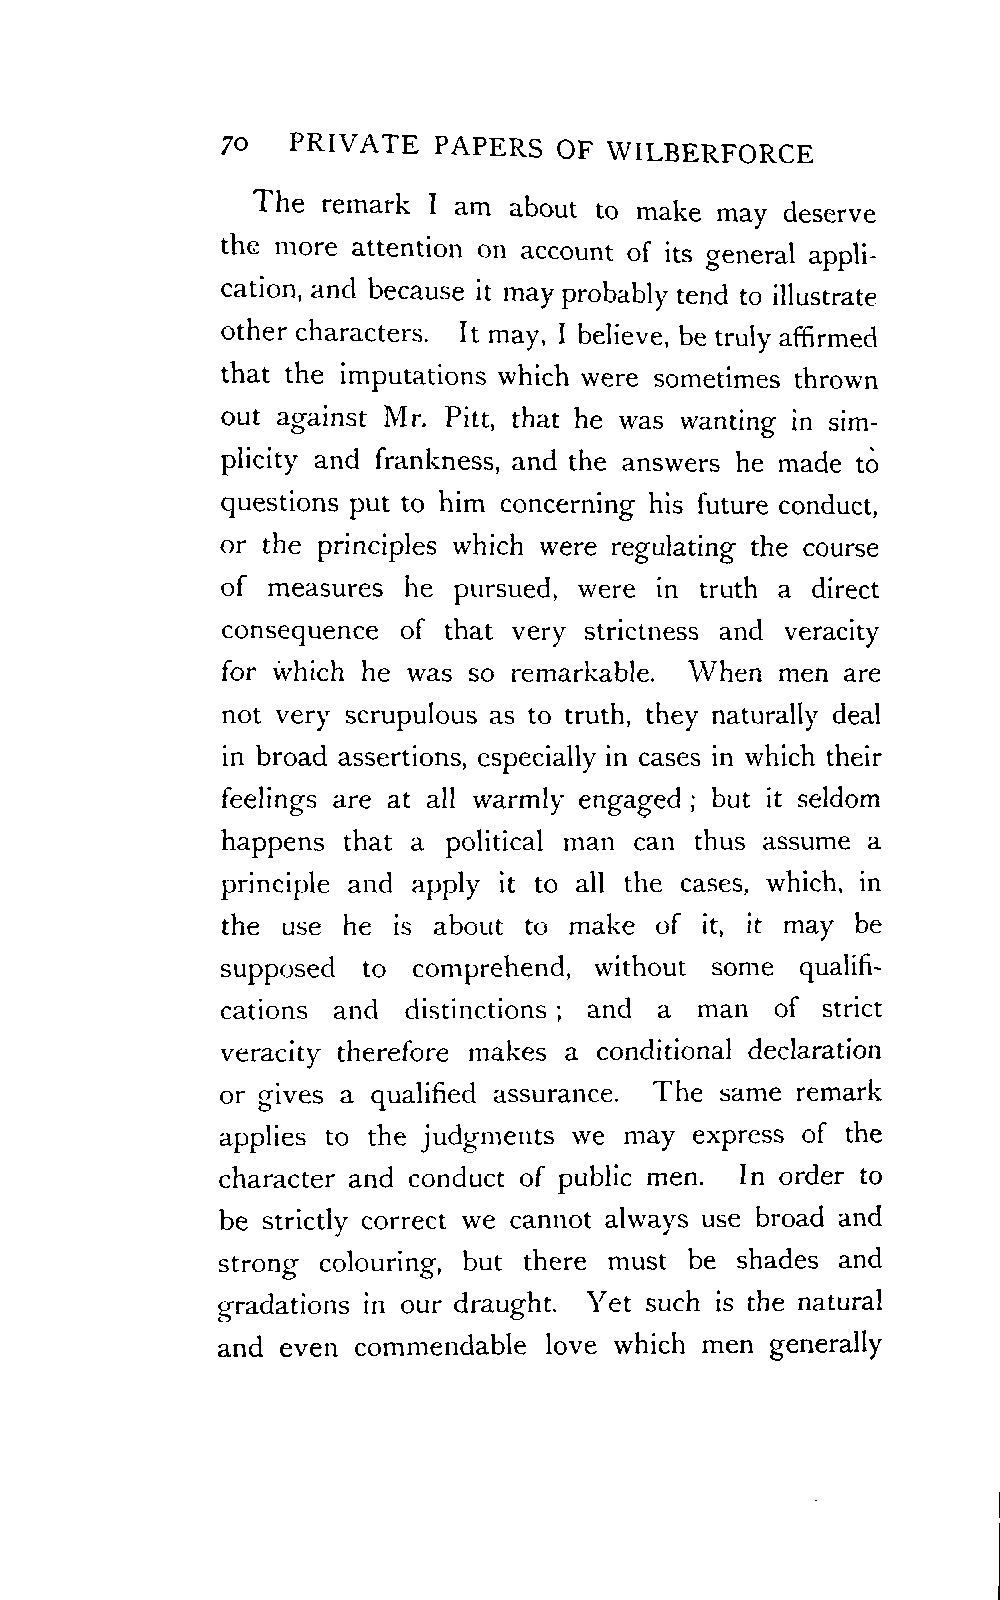 70 PRIVATE PAPERS OF WILBERFORCE
The remark I am about to make may deserve
the more attention on account of its general appli-
cation, and because it may probably tend to illustrate
other characters. It may, I believe, be truly affirmed
that the imputations which were sometimes thrown
out against Mr. Pitt, that he was wanting in sim-
plicity and frankness, and the answers he made to
questions put to him concerning his future conduct,
or the principles which were regulating the course
of measures he pursued, were in truth a direct
consequence of that very strictness and veracity
for which he was so remarkable. When men are
not very scrupulous as to truth, they naturally deal
in broad assertions, especially in cases in which their
feelings are at all warmly engaged ; but it seldom
happens that a political man can thus assume a
principle and apply it to all the cases, which, in
the use he is about to make of it, it may be
supposed to comprehend, without some qualifi-
cations and distinctions ; and a man of strict
veracity therefore makes a conditional declaration
or gives a qualified assurance. The same remark
applies to the judgments we may express of the
character and conduct of public men. In order to
be strictly correct we cannot always use broad and
strong colouring, but there must be shades and
gradations in our draught. Yet such is the natural
and even commendable love which men generally